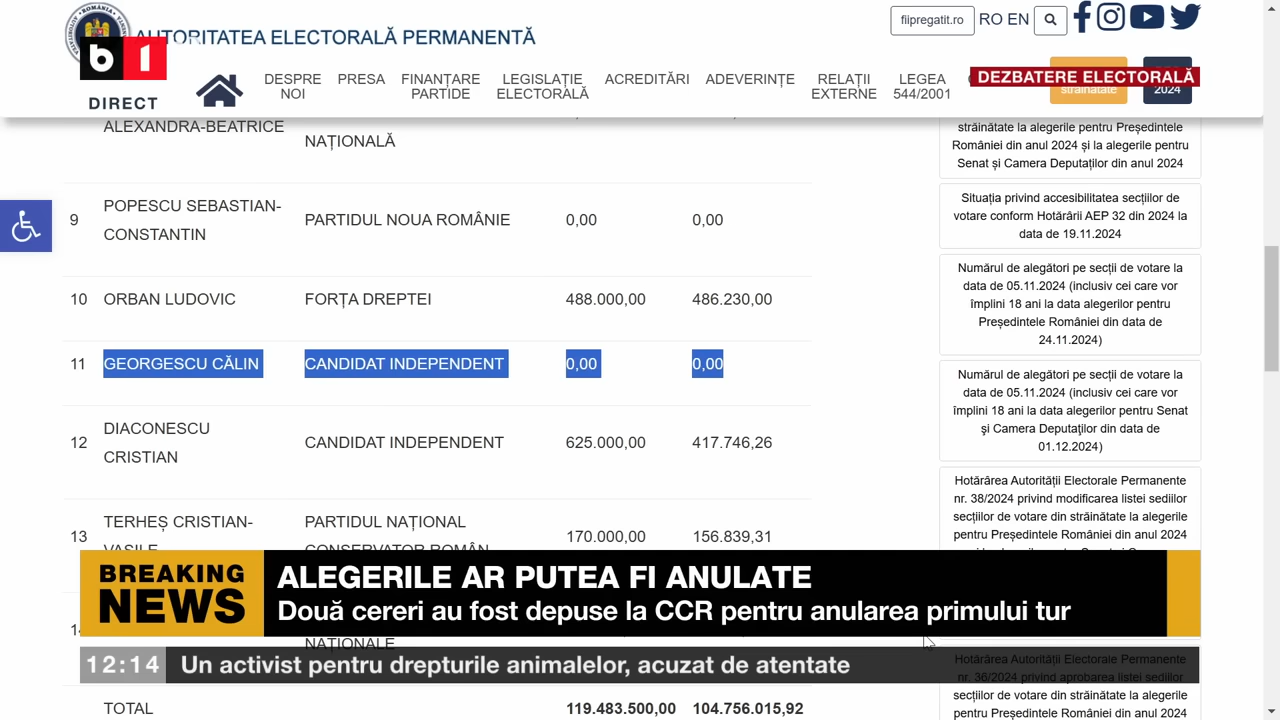 AUTORITATEA ELECTORALĂ PERMANENTĂ
fiipregatit.ro
RO EN
b1
DIRECT
DESPRE NOI
PRESA
FINANȚARE PARTIDE
LEGISLAȚIE ELECTORALĂ
ACREDITĂRI
ADEVERINȚE
RELAȚII EXTERNE
LEGEA 544/2001
DEZBATERE ELECTORALĂ
străinătate
2024
ALEXANDRA-BEATRICE
NAȚIONALĂ
9 POPESCU SEBASTIAN-CONSTANTIN PARTIDUL NOUA ROMÂNIE 0,00 0,00
10 ORBAN LUDOVIC FORȚA DREPTEI 488.000,00 486.230,00
11 GEORGESCU CĂLIN CANDIDAT INDEPENDENT 0,00 0,00
12 DIACONESCU CRISTIAN CANDIDAT INDEPENDENT 625.000,00 417.746,26
13 TERHEȘ CRISTIAN-VASILE PARTIDUL NAȚIONAL CONSERVATOR ROMÂN 170.000,00 156.839,31
NAȚIONALE
TOTAL 119.483.500,00 104.756.015,92
străinătate la alegerile pentru Președintele
României din anul 2024 și la alegerile pentru
Senat și Camera Deputaților din anul 2024
Situația privind accesibilitatea secțiilor de
votare conform Hotărârii AEP 32 din 2024 la
data de 19.11.2024
Numărul de alegători pe secții de votare la
data de 05.11.2024 (inclusiv cei care vor
împlini 18 ani la data alegerilor pentru
Președintele României din data de
24.11.2024)
Numărul de alegători pe secții de votare la
data de 05.11.2024 (inclusiv cei care vor
împlini 18 ani la data alegerilor pentru Senat
şi Camera Deputaţilor din data de
01.12.2024)
Hotărârea Autorității Electorale Permanente
nr. 38/2024 privind modificarea listei sediilor
secțiilor de votare din străinătate la alegerile
pentru Președintele României din anul 2024
Hotărârea Autorității Electorale Permanente
nr. 36/2024 privind aprobarea listei sediilor
secțiilor de votare din străinătate la alegerile
pentru Președintele României din anul 2024
BREAKING NEWS
ALEGERILE AR PUTEA FI ANULATE
Două cereri au fost depuse la CCR pentru anularea primului tur
12:14 Un activist pentru drepturile animalelor, acuzat de atentate